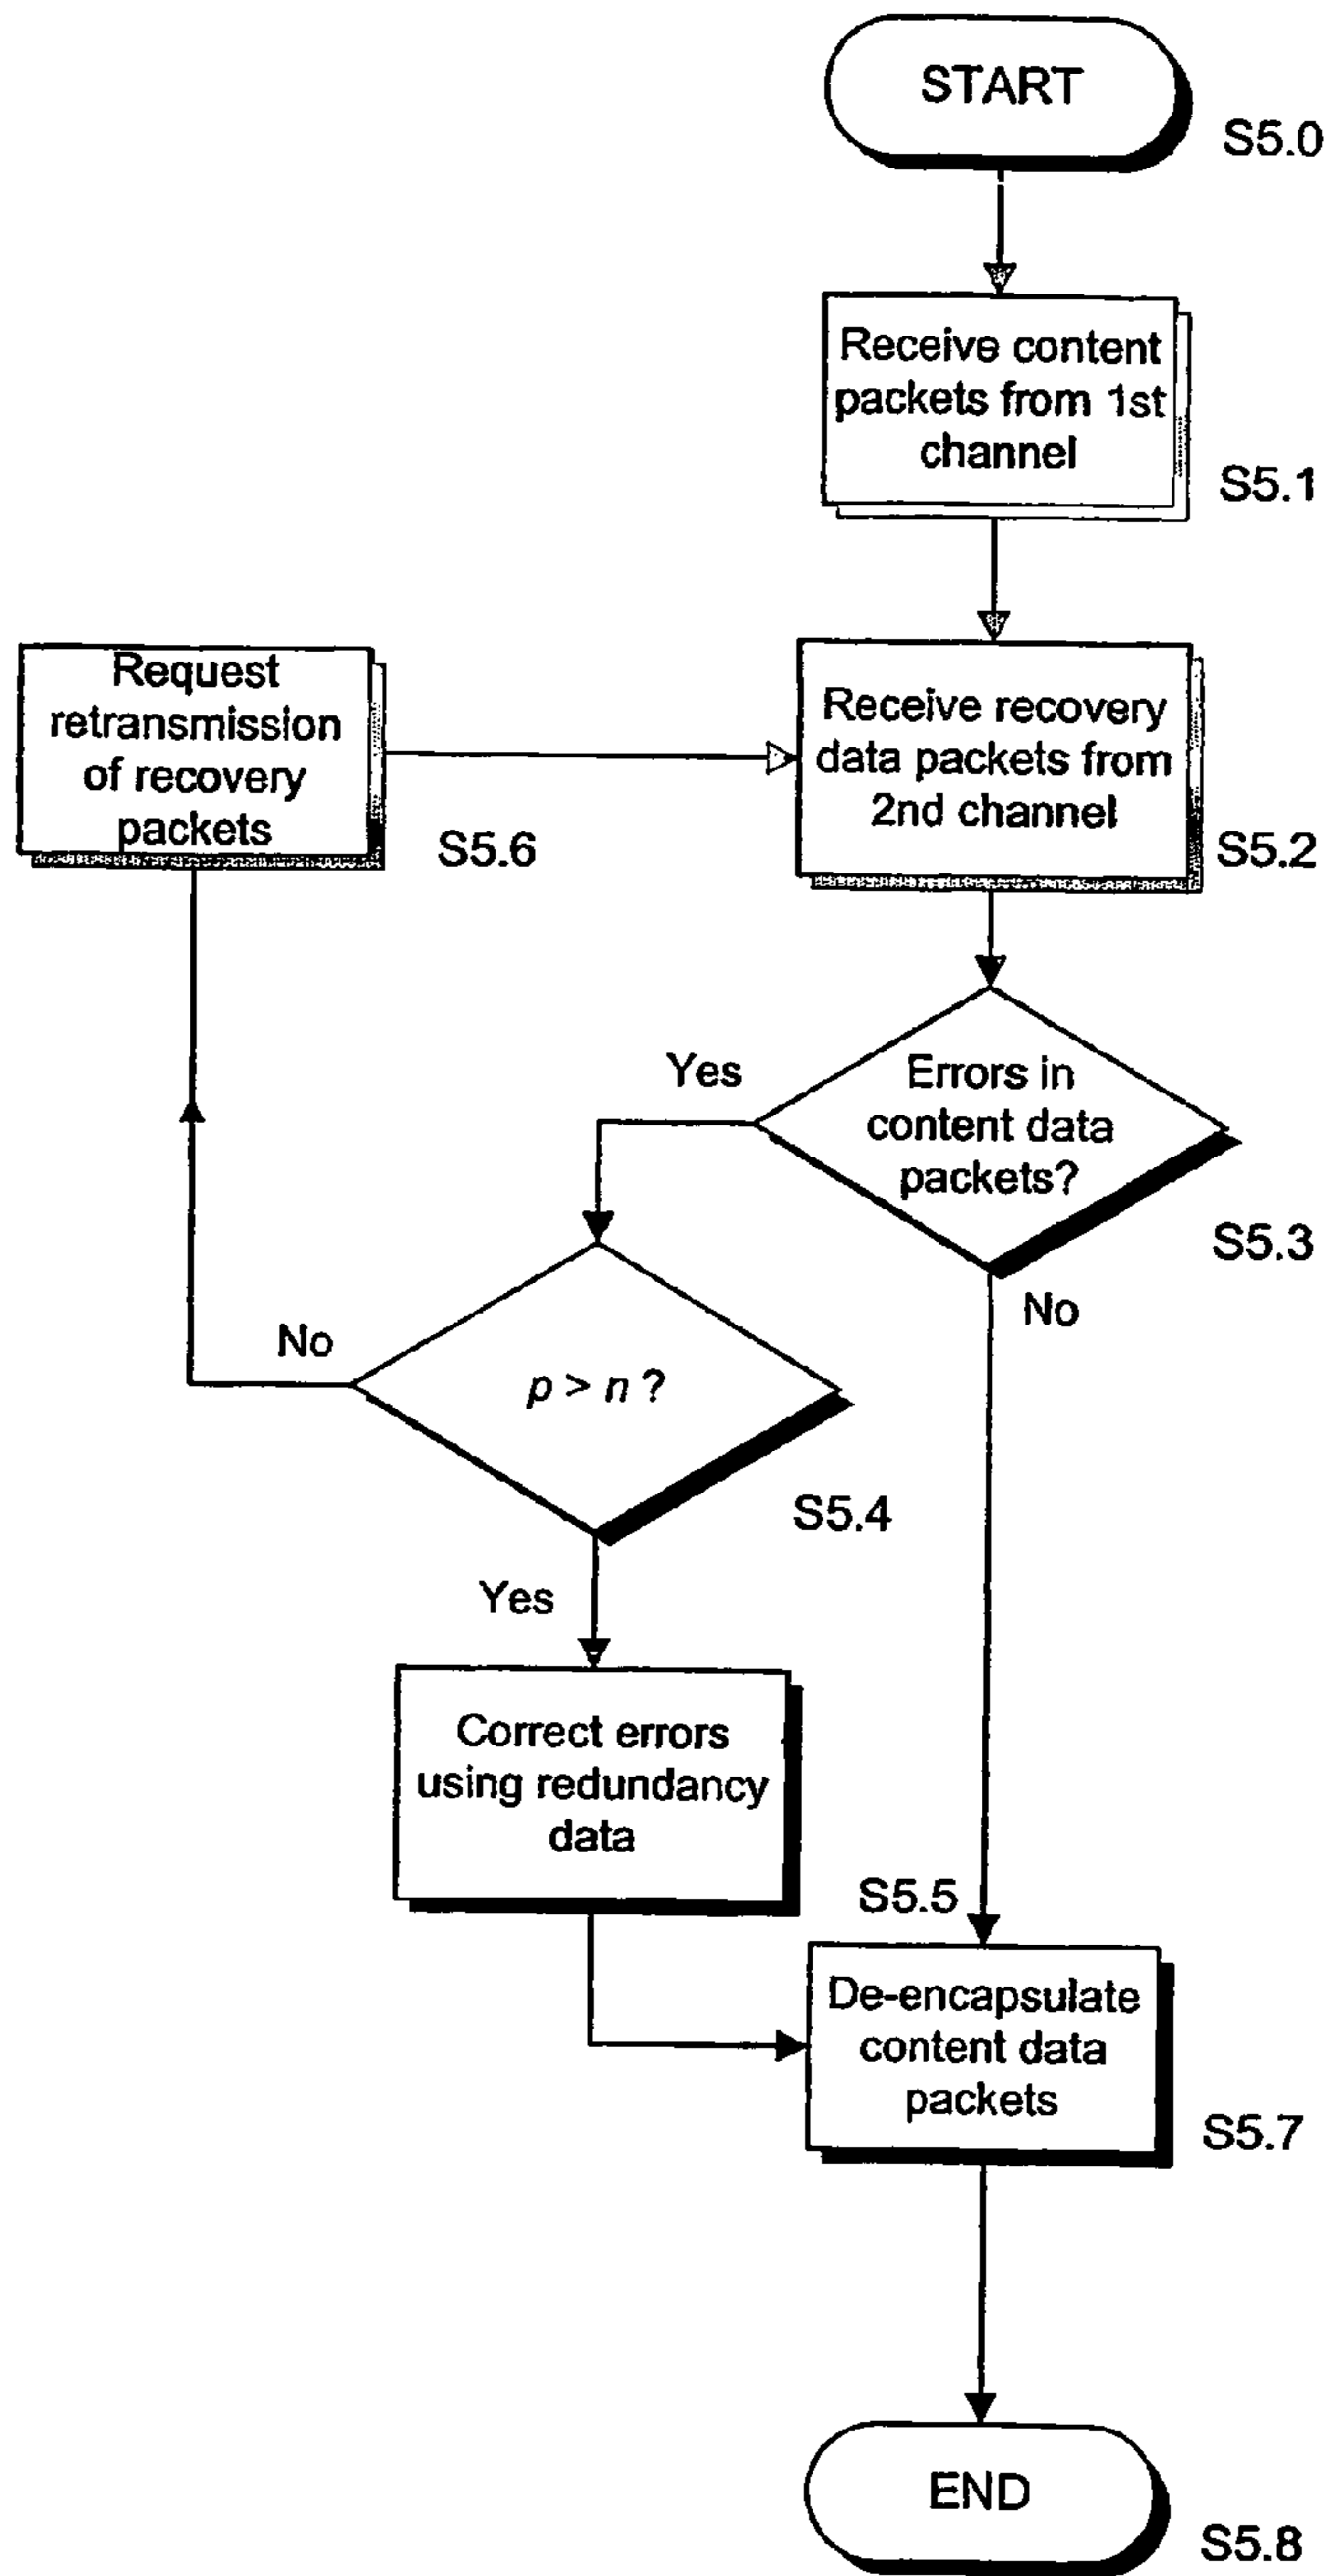 START
S5.0
Receive content
packets from 1st
channel
S5.1
Request
retransmission
of recovery
packets
S5.6
Receive recovery
data packets from
2nd channel
S5.2
Yes
Errors in
content data
packets?
S5.3
No
No
p > n ?
S5.4
Yes
Correct errors
using redundancy
data
S5.5
De-encapsulate
content data
packets
S5.7
END
S5.8